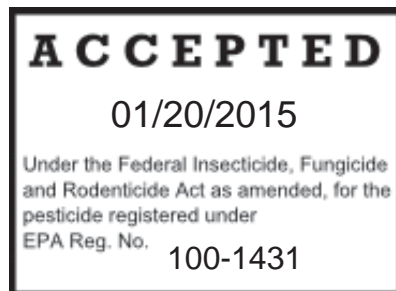 ACCEPTED
01/20/2015
Under the Federal Insecticide, Fungicide
and Rodenticide Act as amended, for the
pesticide registered under
EPA Reg. No. 100-1431